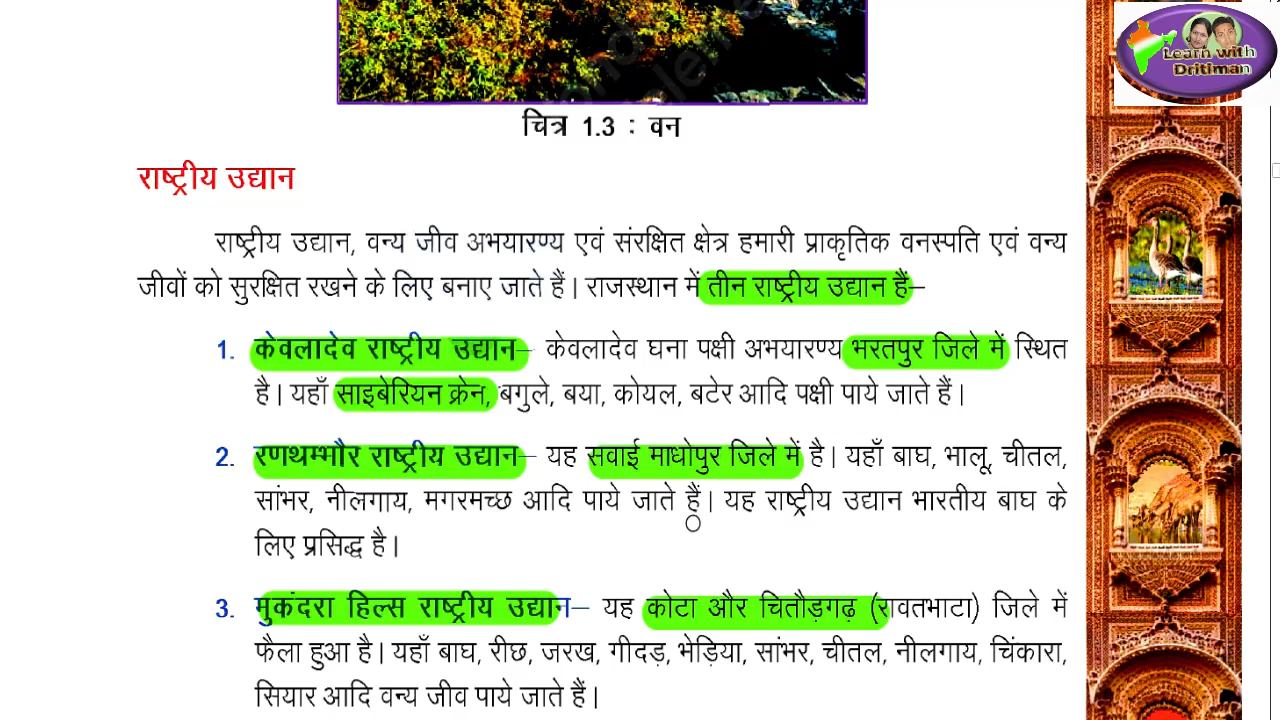 Learn with
Dritiman
चित्र 1.3 : वन
राष्ट्रीय उद्यान
राष्ट्रीय उद्यान, वन्य जीव अभयारण्य एवं संरक्षित क्षेत्र हमारी प्राकृतिक वनस्पति एवं वन्य
जीवों को सुरक्षित रखने के लिए बनाए जाते हैं। राजस्थान में तीन राष्ट्रीय उद्यान हैं–
1. केवलादेव राष्ट्रीय उद्यान– केवलादेव घना पक्षी अभयारण्य भरतपुर जिले में स्थित
है। यहाँ साइबेरियन क्रेन, बगुले, बया, कोयल, बटेर आदि पक्षी पाये जाते हैं।
2. रणथम्भौर राष्ट्रीय उद्यान– यह सवाई माधोपुर जिले में है। यहाँ बाघ, भालू, चीतल,
सांभर, नीलगाय, मगरमच्छ आदि पाये जाते हैं। यह राष्ट्रीय उद्यान भारतीय बाघ के
लिए प्रसिद्ध है।
3. मुकंदरा हिल्स राष्ट्रीय उद्यान– यह कोटा और चितौड़गढ़ (रावतभाटा) जिले में
फैला हुआ है। यहाँ बाघ, रीछ, जरख, गीदड़, भेड़िया, सांभर, चीतल, नीलगाय, चिंकारा,
सियार आदि वन्य जीव पाये जाते हैं।